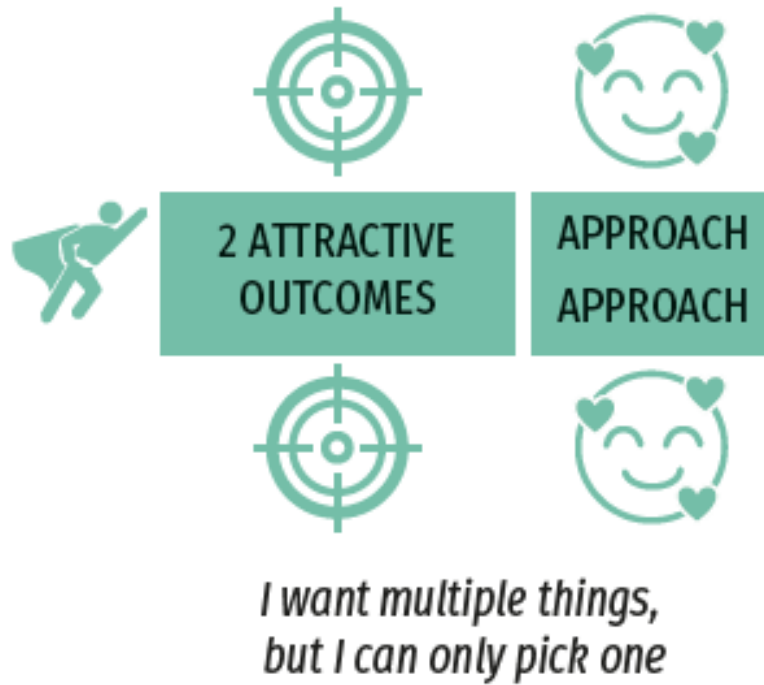 2 ATTRACTIVE
OUTCOMES
APPROACH
APPROACH
I want multiple things,
but I can only pick one